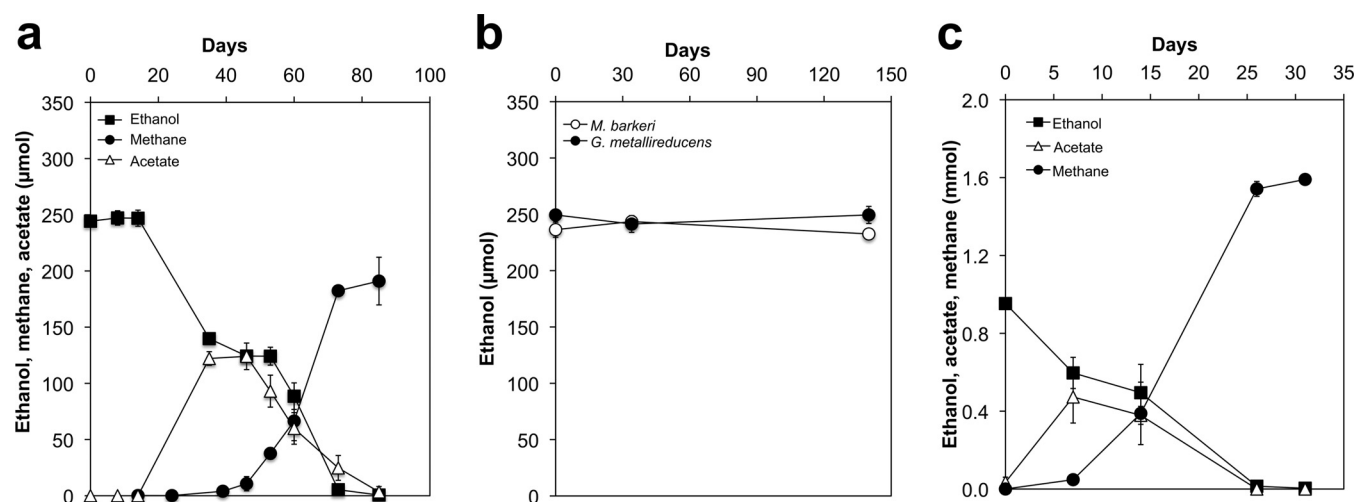 a
Days
0 20 40 60 80 100
350
300
250
200
150
100
50
0
Ethanol, methane, acetate (µmol)
Ethanol
Methane
Acetate
b
Days
0 30 60 90 120 150
350
300
250
200
150
100
50
0
Ethanol (µmol)
M. barkeri
G. metallireducens
c
Days
0 5 10 15 20 25 30 35
2.0
1.6
1.2
0.8
0.4
0.0
Ethanol, acetate, methane (mmol)
Ethanol
Acetate
Methane